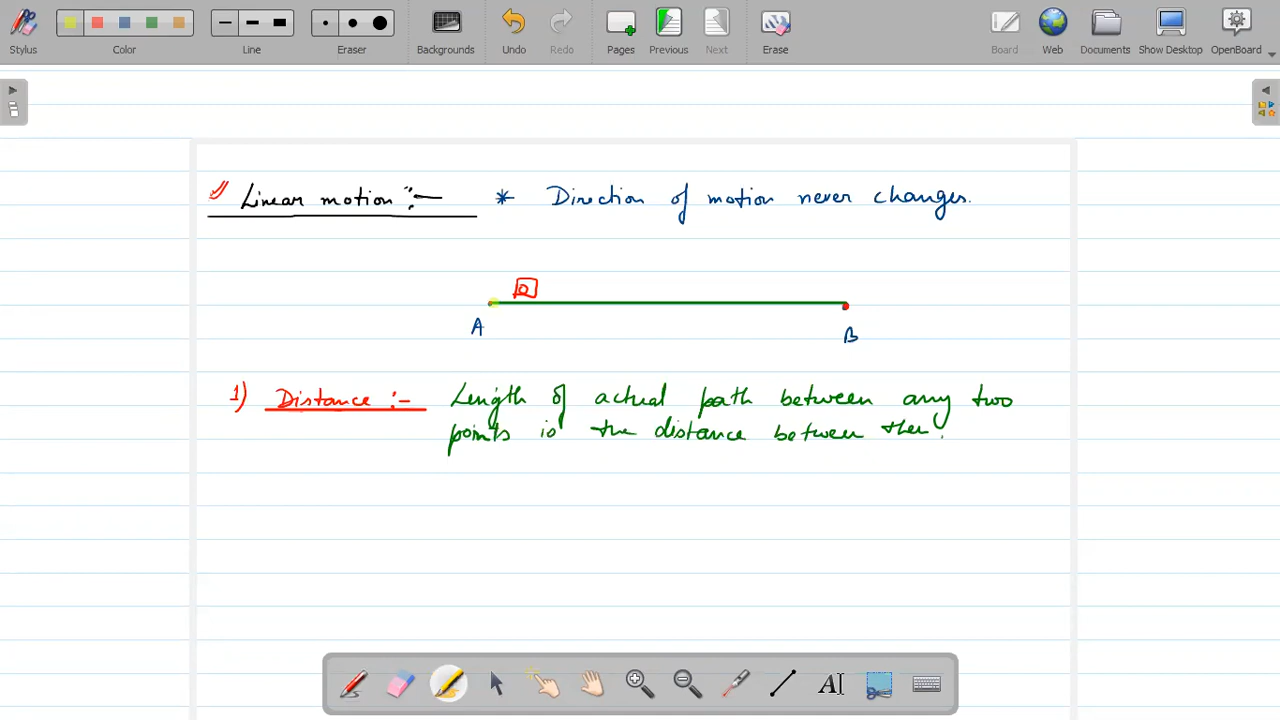 Stylus Color Line Eraser Backgrounds Undo Redo Pages Previous Next Erase Board Web Documents Show Desktop OpenBoard
Linear motion :- * Direction of motion never changes.
A B
1) Distance :- Length of actual path between any two
points is the distance between them.
AI